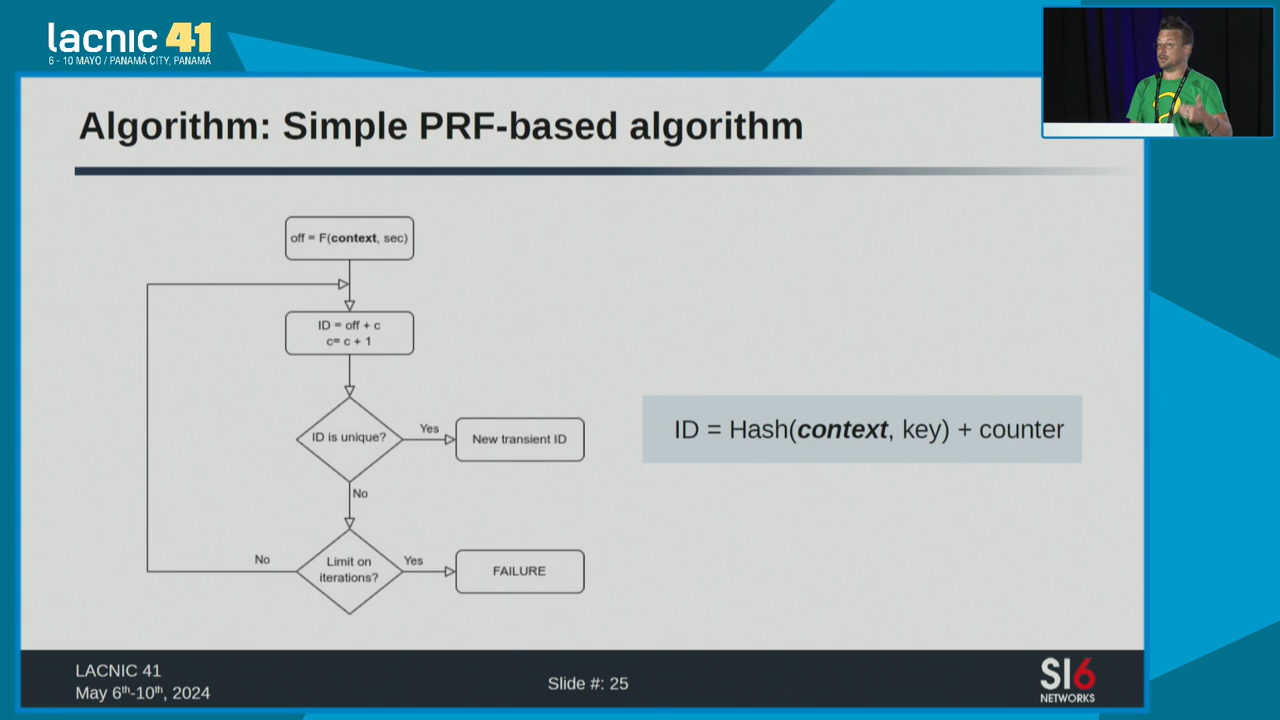 lacnic 41
6 - 10 MAYO / PANAMÁ CITY, PANAMÁ
Algorithm: Simple PRF-based algorithm
off = F(context, sec)
ID = off + c
c= c + 1
ID is unique?
Yes
New transient ID
No
Limit on
iterations?
No
Yes
FAILURE
ID = Hash(context, key) + counter
LACNIC 41
May 6th-10th, 2024
Slide #: 25
SI6
NETWORKS